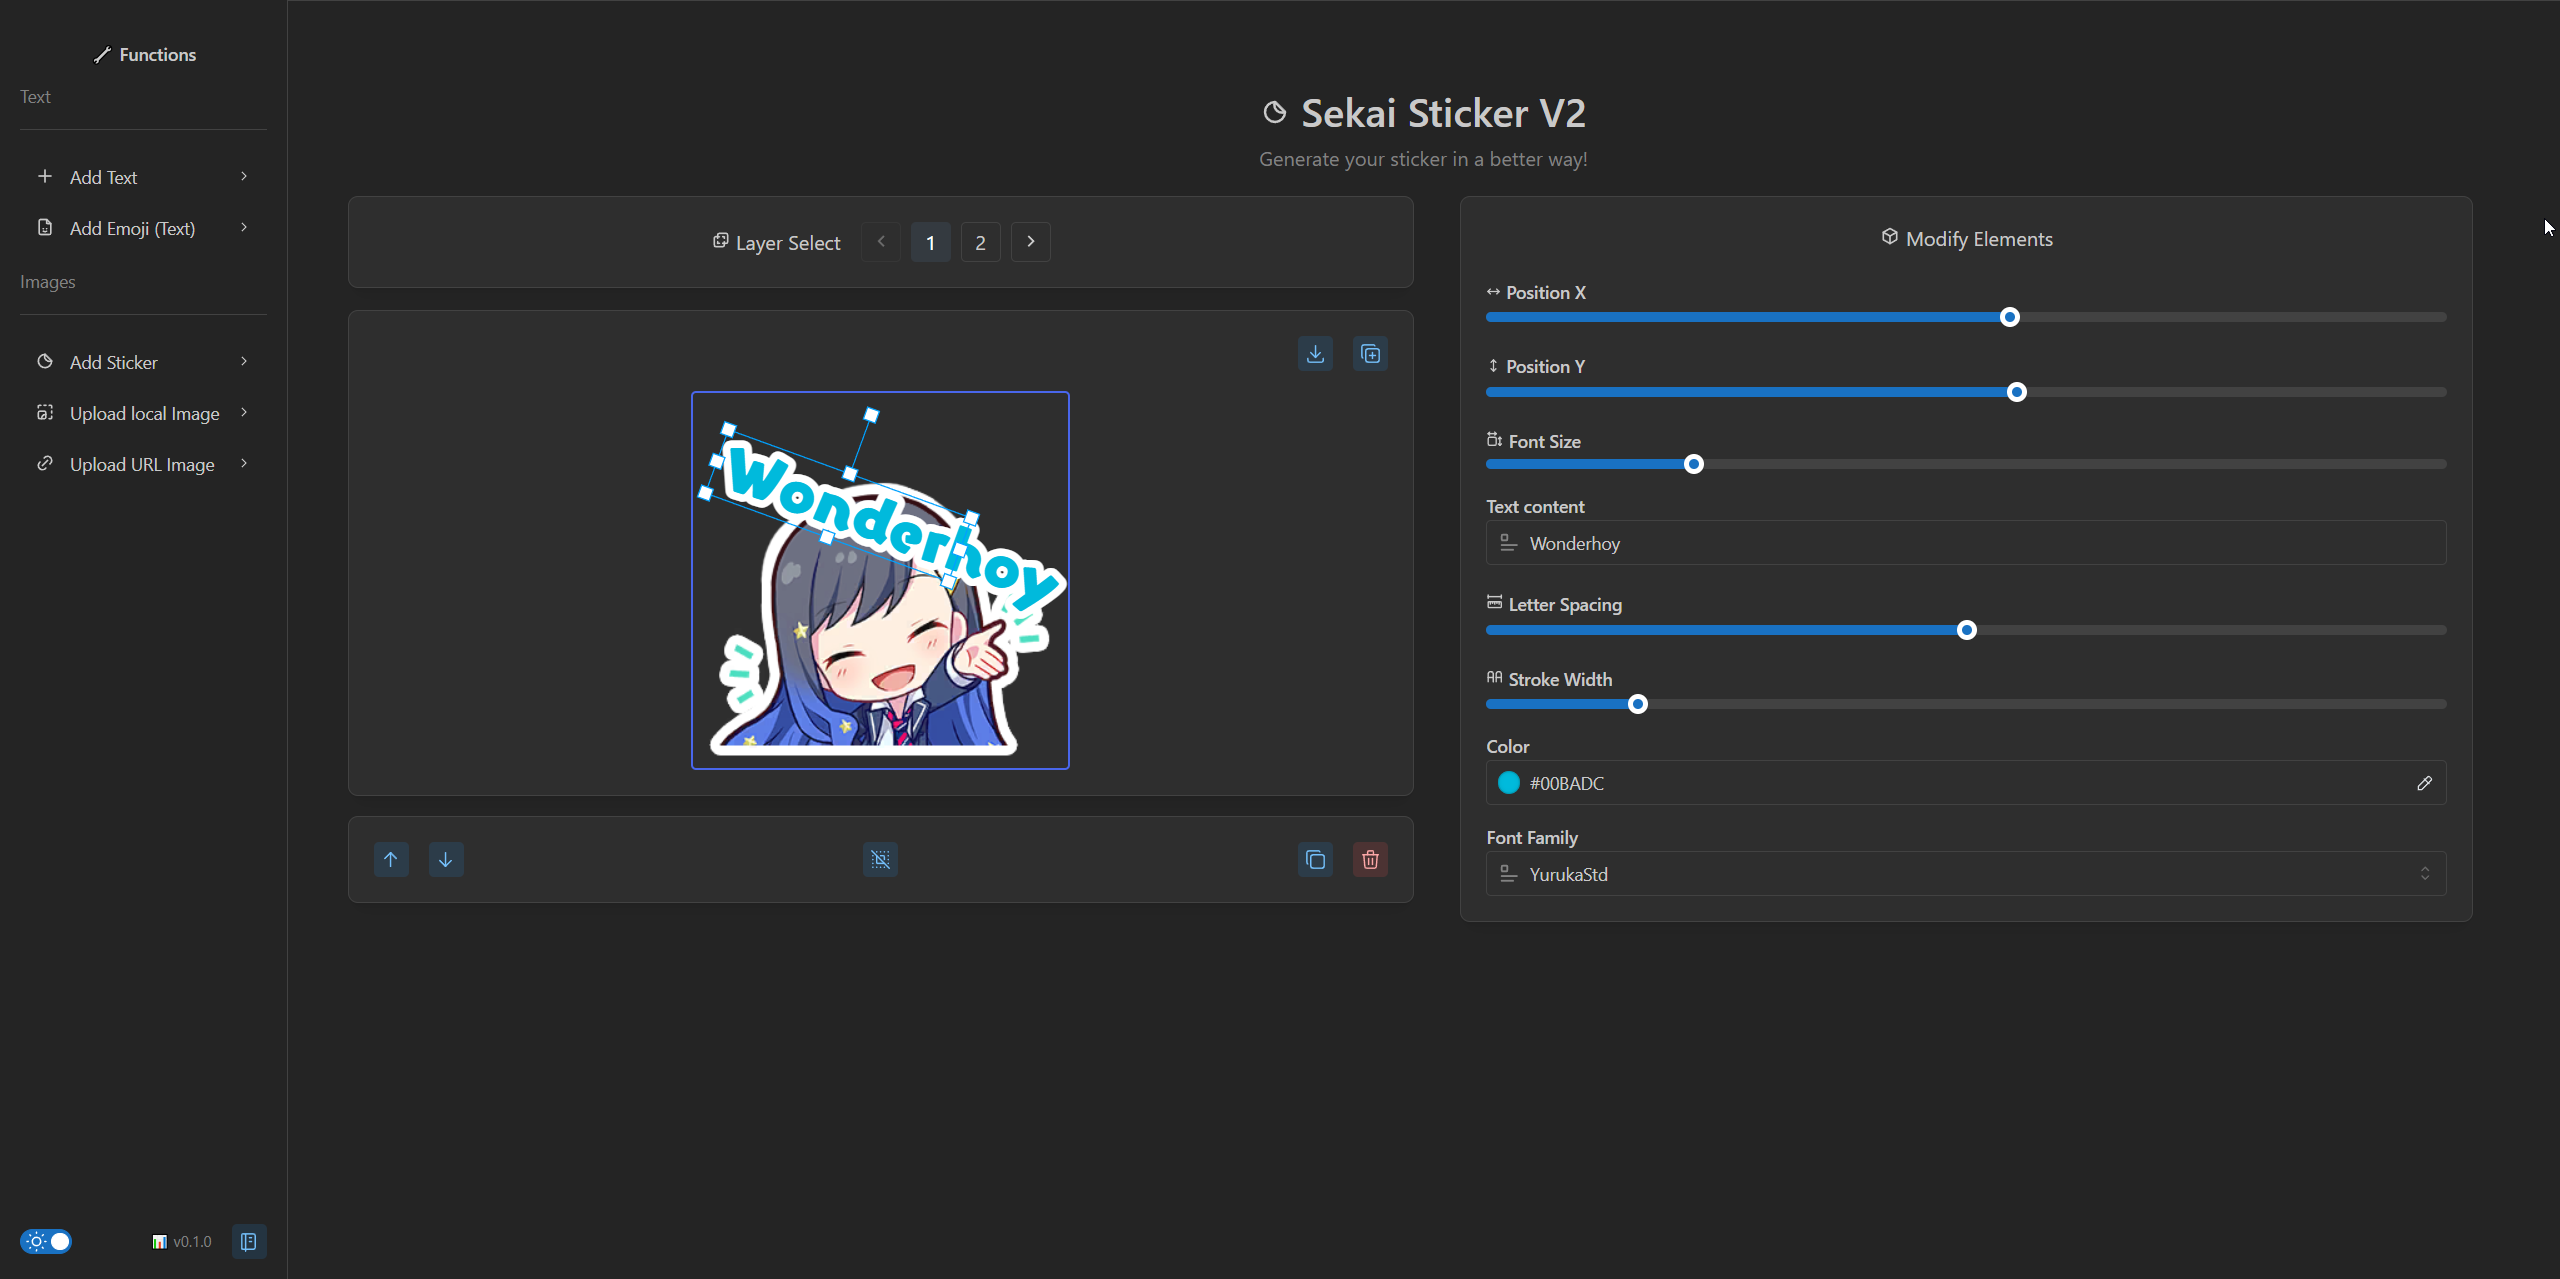 Functions
Text
Add Text
Add Emoji (Text)
Images
Add Sticker
Upload local Image
Upload URL Image
v0.1.0
Sekai Sticker V2
Generate your sticker in a better way!
Layer Select 1 2
Wonderhoy
Modify Elements
Position X
Position Y
Font Size
Text content
Wonderhoy
Letter Spacing
AA Stroke Width
Color
#00BADC
Font Family
YurukaStd